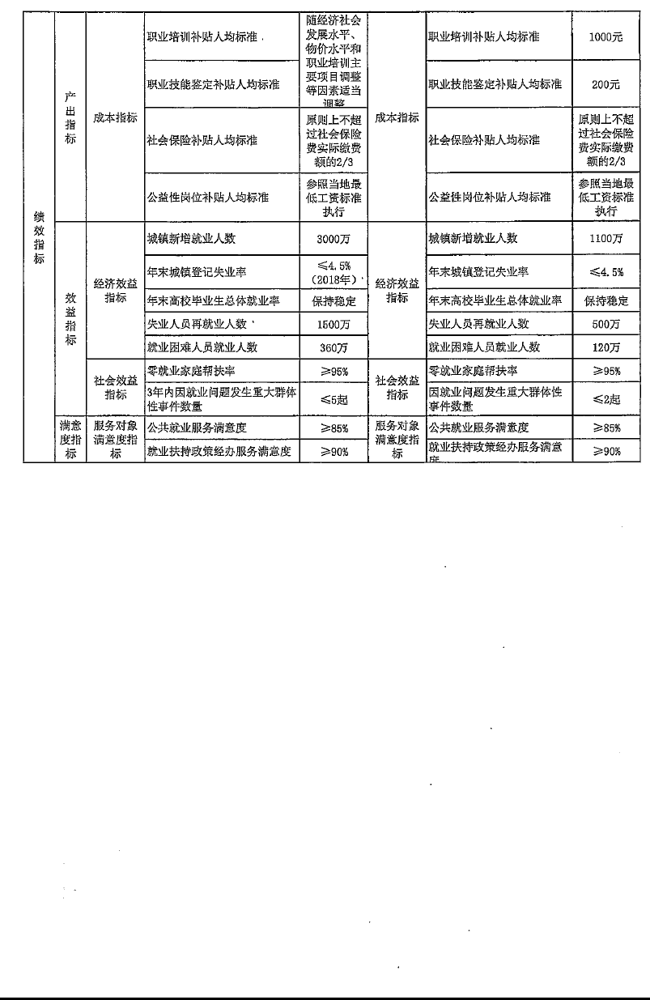 绩效指标
产出指标
成本指标
职业培训补贴人均标准
随经济社会
发展水平、
物价水平和
职业培训主
要项目调整
等因素适当
调整
成本指标
职业培训补贴人均标准
1000元
职业技能鉴定补贴人均标准
职业技能鉴定补贴人均标准
200元
社会保险补贴人均标准
原则上不超
过社会保险
费实际缴费
额的2/3
社会保险补贴人均标准
原则上不超
过社会保险
费实际缴费
额的2/3
公益性岗位补贴人均标准
参照当地最
低工资标准
执行
公益性岗位补贴人均标准
参照当地最
低工资标准
执行
效益指标
经济效益
指标
城镇新增就业人数
3000万
经济效益
指标
城镇新增就业人数
1100万
年末城镇登记失业率
≤4.5%
（2018年）
年末城镇登记失业率
≤4.5%
年末高校毕业生总体就业率
保持稳定
年末高校毕业生总体就业率
保持稳定
失业人员再就业人数
1500万
失业人员再就业人数
500万
就业困难人员就业人数
360万
就业困难人员就业人数
120万
社会效益
指标
零就业家庭帮扶率
≥95%
社会效益
指标
零就业家庭帮扶率
≥95%
3年内因就业问题发生重大群体
性事件数量
≤5起
因就业问题发生重大群体性
事件数量
≤2起
满意
度指
标
服务对象
满意度指
标
公共就业服务满意度
≥85%
服务对象
满意度指
标
公共就业服务满意度
≥85%
就业扶持政策经办服务满意度
≥90%
就业扶持政策经办服务满意
度
≥90%